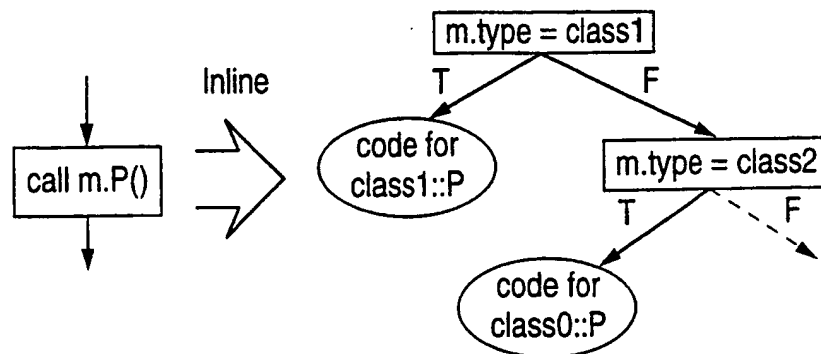 m.type = class1
T
F
Inline
code for
class1::P
call m.P()
m.type = class2
T
F
code for
class0::P